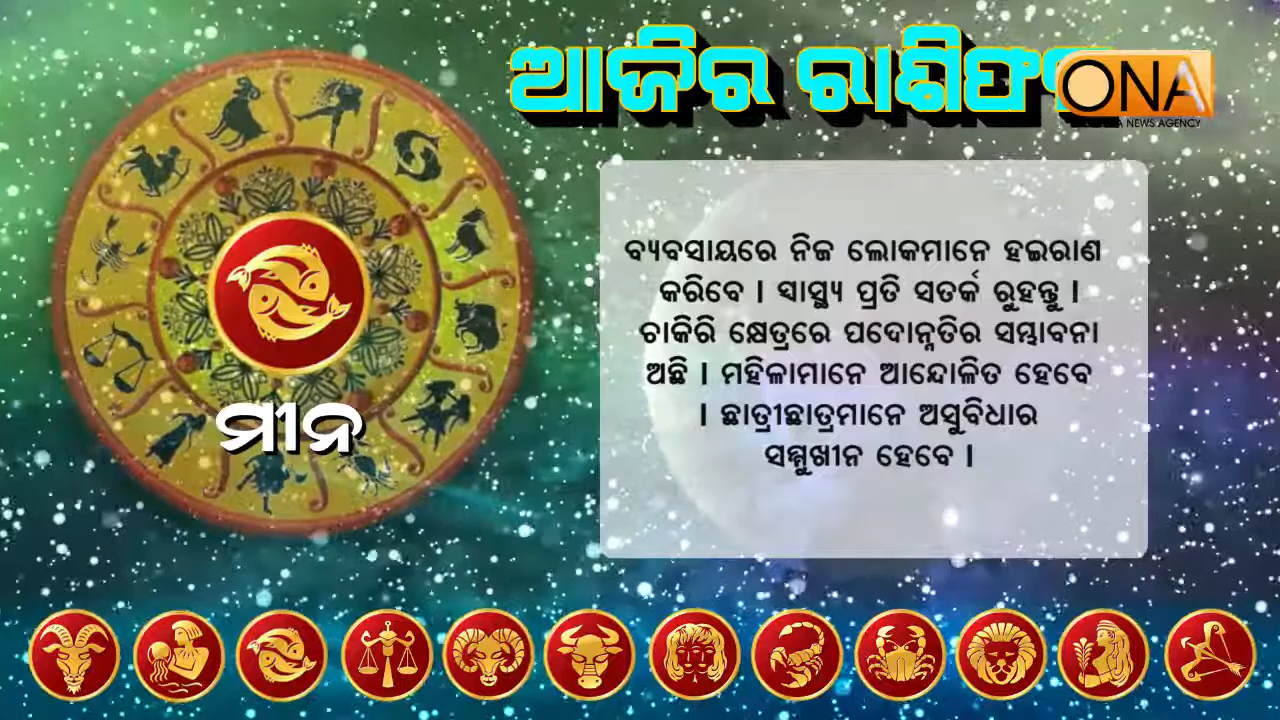 ଆଜିର
ONA
A NEWS AGENCY
ବ୍ୟବସାୟରେ ନିଜ ଲୋକମାନେ ହଇରାଣ
କରିବେ । ସ୍ୱାସ୍ଥ୍ୟ ପ୍ରତି ସତର୍କ ରୁହନ୍ତୁ ।
ଚାକିରି କ୍ଷେତ୍ରରେ ପଦୋନ୍ନତିର ସମ୍ଭାବନା
ଅଛି । ମହିଳାମାନେ ଆନ୍ଦୋଳିତ ହେବେ
। ଛାତ୍ରୀଛାତ୍ରମାନେ ଅସୁବିଧାର
ସମ୍ମୁଖୀନ ହେବେ ।
ମୀନ